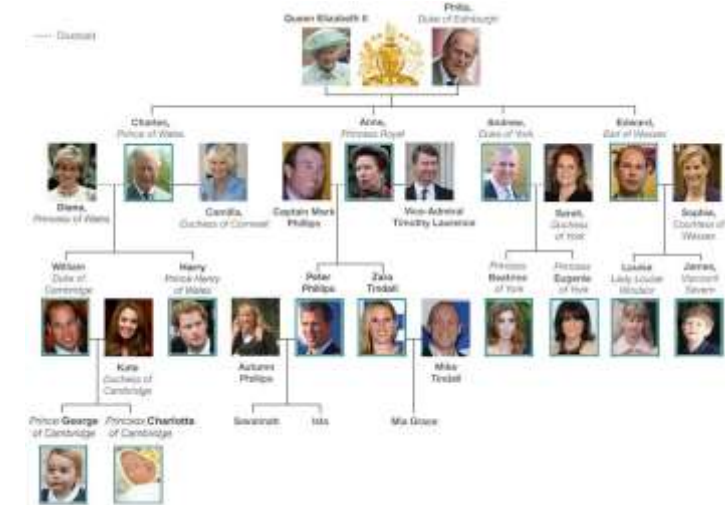 Queen Elizabeth II
Philip,
Duke of Edinburgh
Charles,
Prince of Wales
Anne,
Princess Royal
Andrew,
Duke of York
Edward,
Earl of Wessex
Diana,
Princess of Wales
Camilla,
Duchess of Cornwall
Captain Mark
Phillips
Vice-Admiral
Timothy Laurence
Sarah,
Duchess
of York
Sophie,
Countess of
Wessex
William
Duke of
Cambridge
Harry
Prince Henry
of Wales
Peter
Phillips
Zara
Tindall
Princess
Beatrice
of York
Princess
Eugenie
of York
Louise
Lady Louise
Windsor
James,
Viscount
Severn
Kate
Duchess of
Cambridge
Autumn
Phillips
Mike
Tindall
Prince George
of Cambridge
Princess Charlotte
of Cambridge
Savannah
Isla
Mia Grace